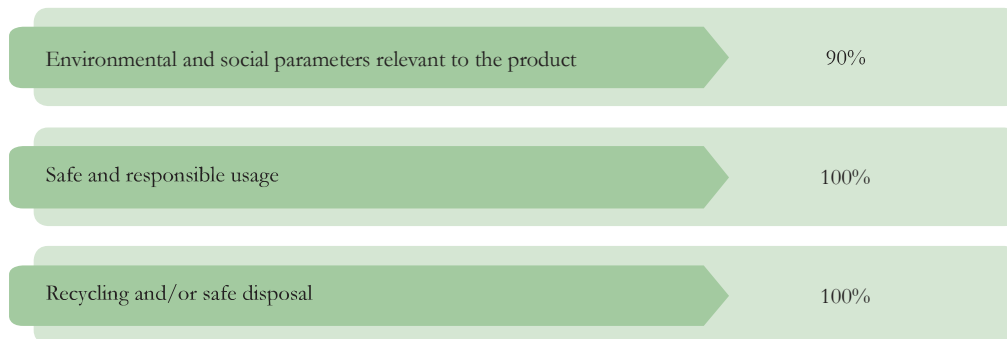 Environmental and social parameters relevant to the product 90%
Safe and responsible usage 100%
Recycling and/or safe disposal 100%